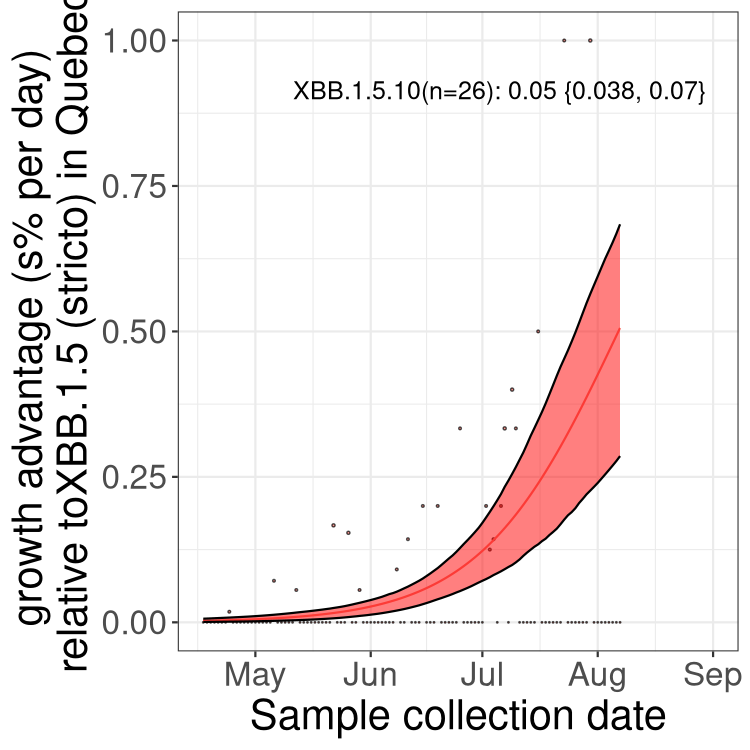 growth advantage (s% per day)
relative toXBB.1.5 (stricto) in Quebec
1.00
0.75
0.50
0.25
0.00
XBB.1.5.10(n=26): 0.05 {0.038, 0.07}
May Jun Jul Aug Sep
Sample collection date